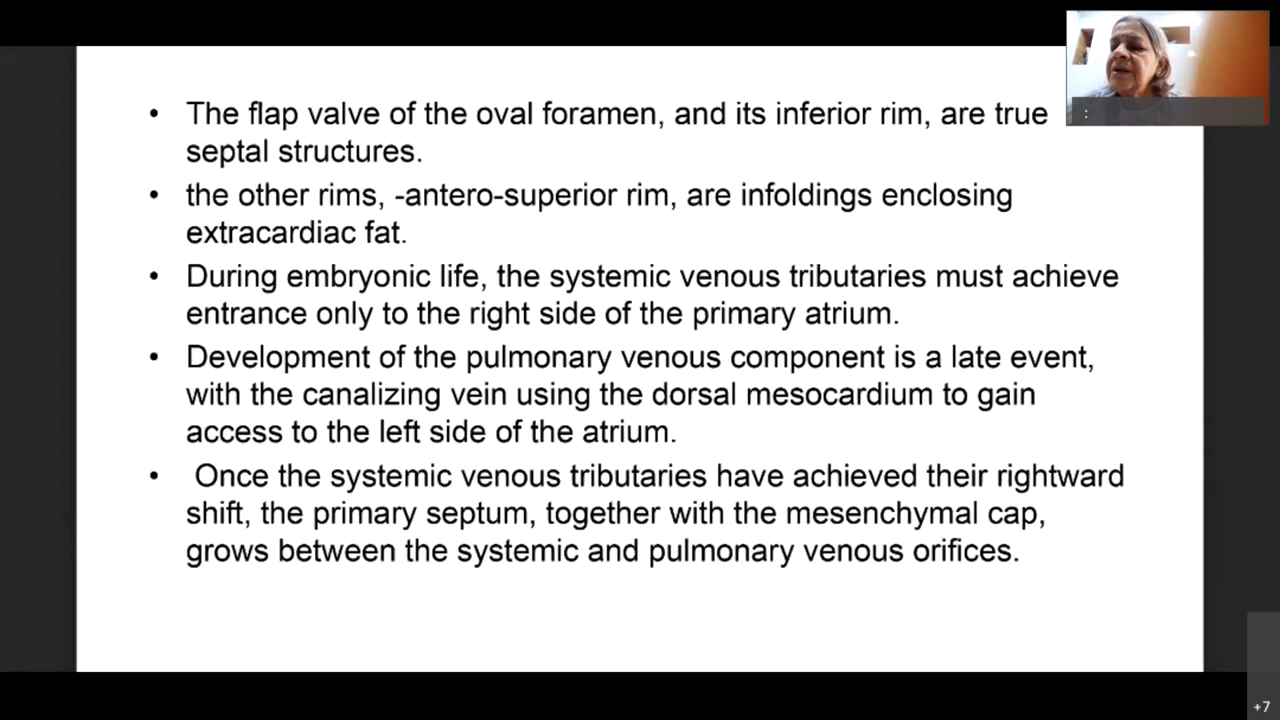 • The flap valve of the oval foramen, and its inferior rim, are true
septal structures.
• the other rims, -antero-superior rim, are infoldings enclosing
extracardiac fat.
• During embryonic life, the systemic venous tributaries must achieve
entrance only to the right side of the primary atrium.
• Development of the pulmonary venous component is a late event,
with the canalizing vein using the dorsal mesocardium to gain
access to the left side of the atrium.
• Once the systemic venous tributaries have achieved their rightward
shift, the primary septum, together with the mesenchymal cap,
grows between the systemic and pulmonary venous orifices.
:
+7